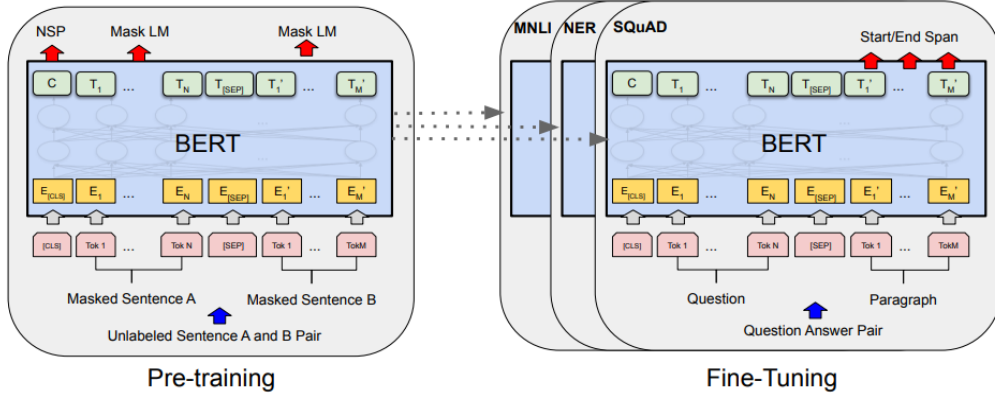 NSP Mask LM Mask LM
C T1 ... TN T[SEP] T1' ... TM'
BERT
E[CLS] E1 ... EN E[SEP] E1' ... EM'
[CLS] Tok 1 ... Tok N [SEP] Tok 1 ... TokM
Masked Sentence A Masked Sentence B
Unlabeled Sentence A and B Pair
Pre-training
MNLI NER SQuAD
Start/End Span
C T1 ... TN T[SEP] T1' ... TM'
BERT
E[CLS] E1 ... EN E[SEP] E1' ... EM'
[CLS] Tok 1 ... Tok N [SEP] Tok 1 ... TokM
Question Paragraph
Question Answer Pair
Fine-Tuning